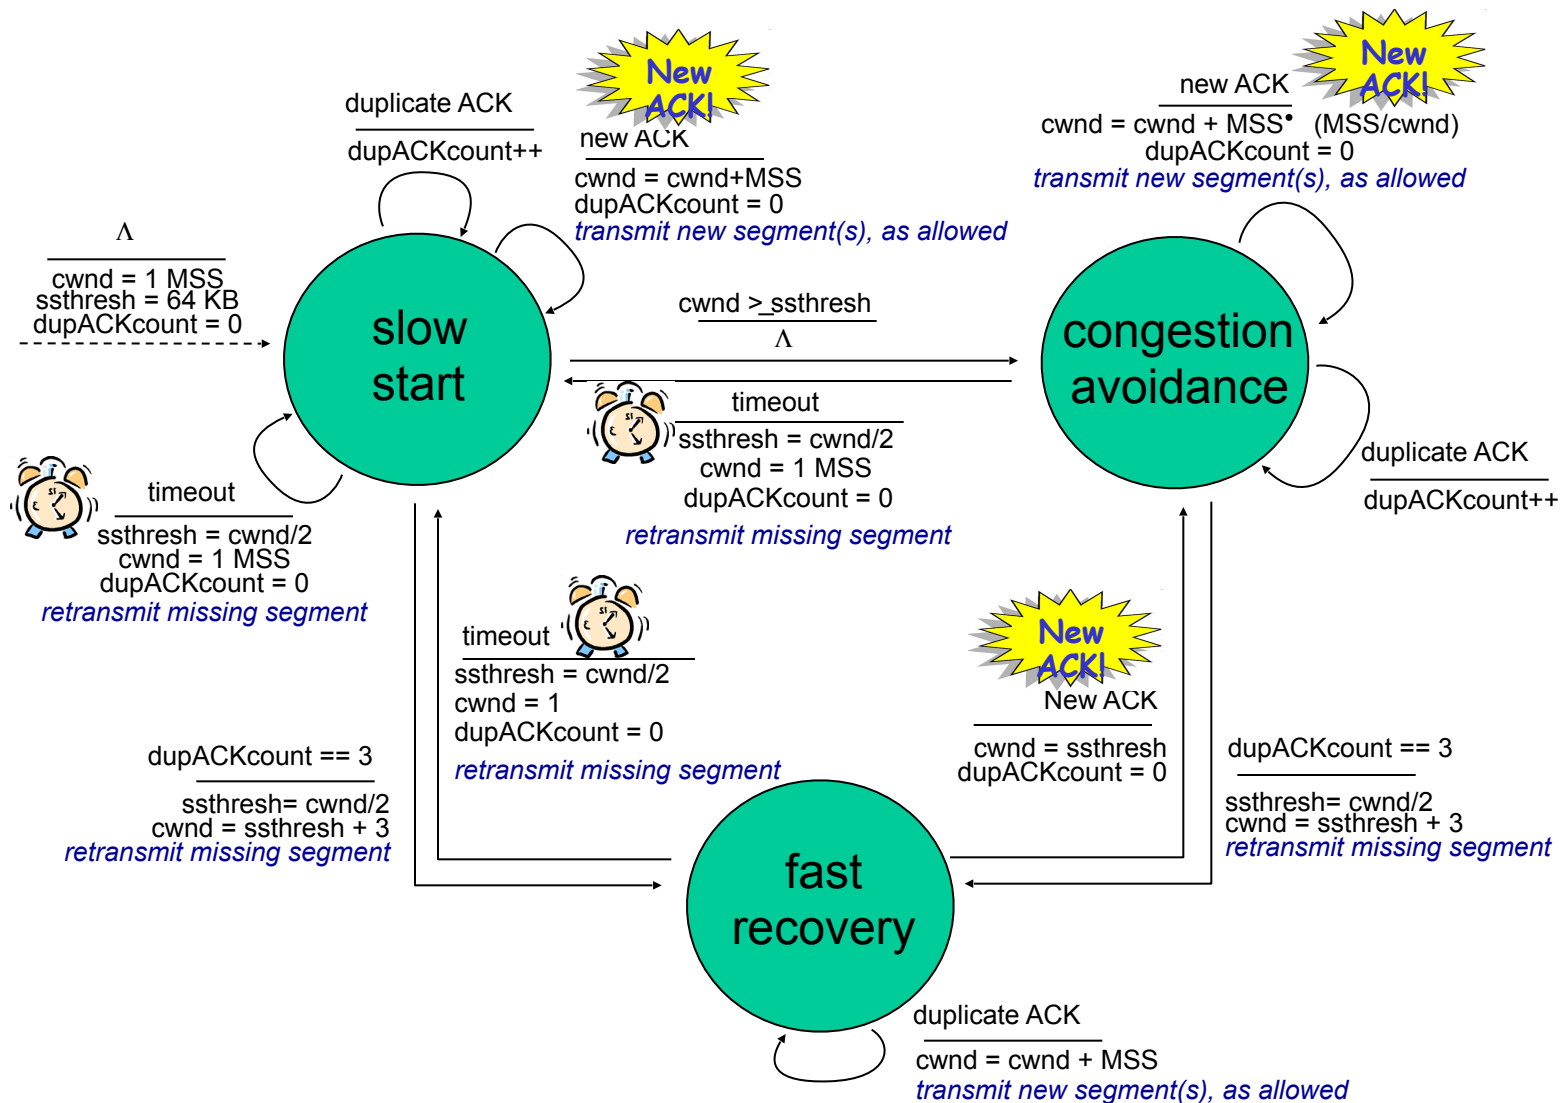 New
ACK!
duplicate ACK
dupACKcount++
new ACK
cwnd = cwnd+MSS
dupACKcount = 0
transmit new segment(s), as allowed
New
ACK!
new ACK
cwnd = cwnd + MSS• (MSS/cwnd)
dupACKcount = 0
transmit new segment(s), as allowed
Λ
cwnd = 1 MSS
ssthresh = 64 KB
dupACKcount = 0
slow
start
cwnd >_ssthresh
Λ
congestion
avoidance
timeout
ssthresh = cwnd/2
cwnd = 1 MSS
dupACKcount = 0
retransmit missing segment
duplicate ACK
dupACKcount++
timeout
ssthresh = cwnd/2
cwnd = 1 MSS
dupACKcount = 0
retransmit missing segment
timeout
ssthresh = cwnd/2
cwnd = 1
dupACKcount = 0
retransmit missing segment
New
ACK!
New ACK
cwnd = ssthresh
dupACKcount = 0
dupACKcount == 3
ssthresh= cwnd/2
cwnd = ssthresh + 3
retransmit missing segment
dupACKcount == 3
ssthresh= cwnd/2
cwnd = ssthresh + 3
retransmit missing segment
fast
recovery
duplicate ACK
cwnd = cwnd + MSS
transmit new segment(s), as allowed